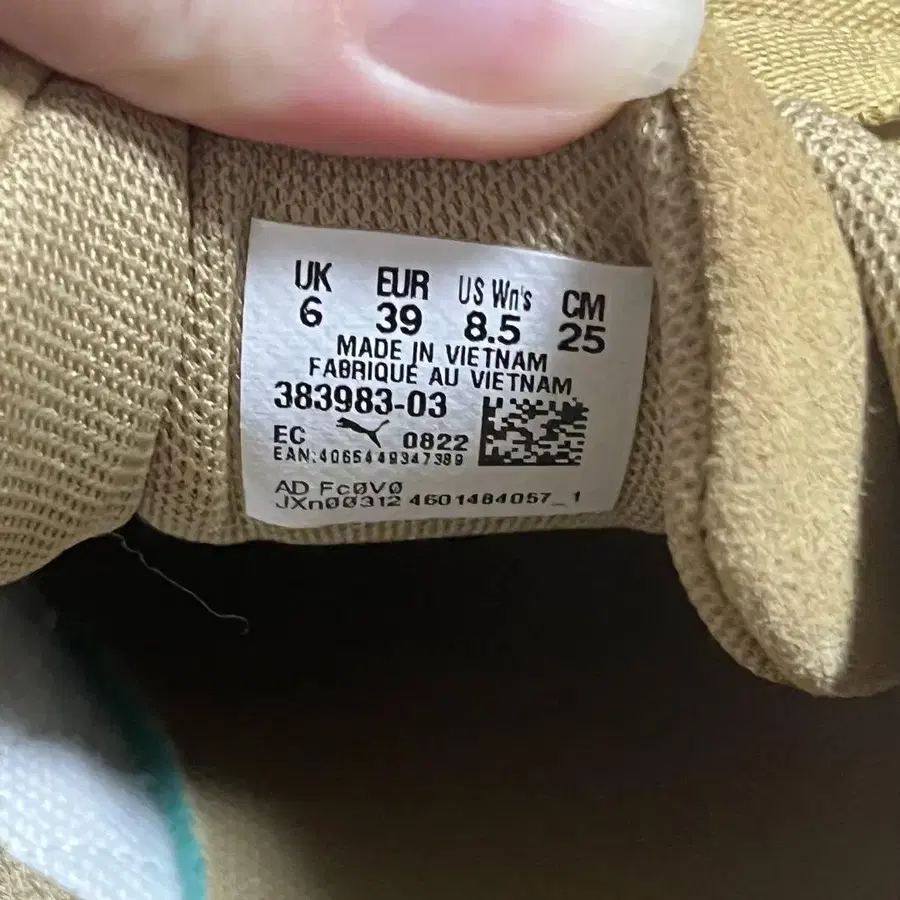 UK EUR US Wn's CM
6 39 8.5 25
MADE IN VIETNAM
FABRIQUE AU VIETNAM
383983-03
EC 0822
EAN:4065449347389
AD FcØVØ
JXnØØ312 4601484057_1